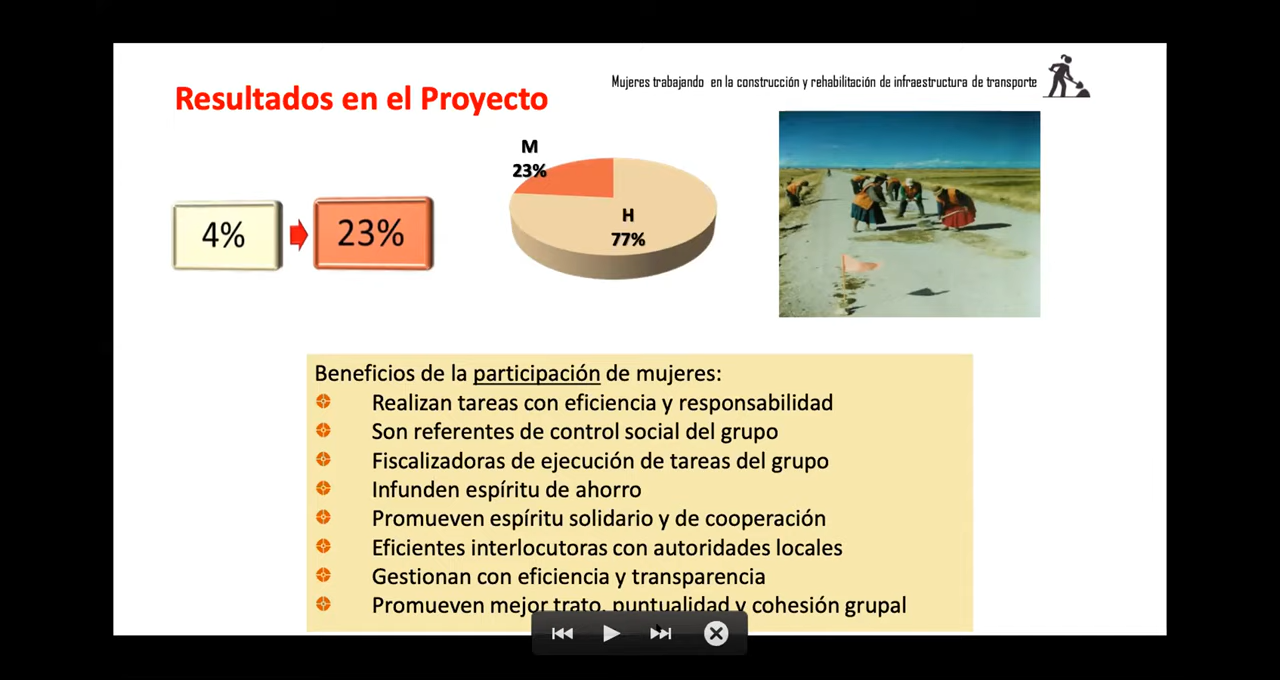 Mujeres trabajando en la construcción y rehabilitación de infraestructura de transporte
Resultados en el Proyecto
4%
23%
M
23%
H
77%
Beneficios de la participación de mujeres:
Realizan tareas con eficiencia y responsabilidad
Son referentes de control social del grupo
Fiscalizadoras de ejecución de tareas del grupo
Infunden espíritu de ahorro
Promueven espíritu solidario y de cooperación
Eficientes interlocutoras con autoridades locales
Gestionan con eficiencia y transparencia
Promueven mejor trato, puntualidad y cohesión grupal